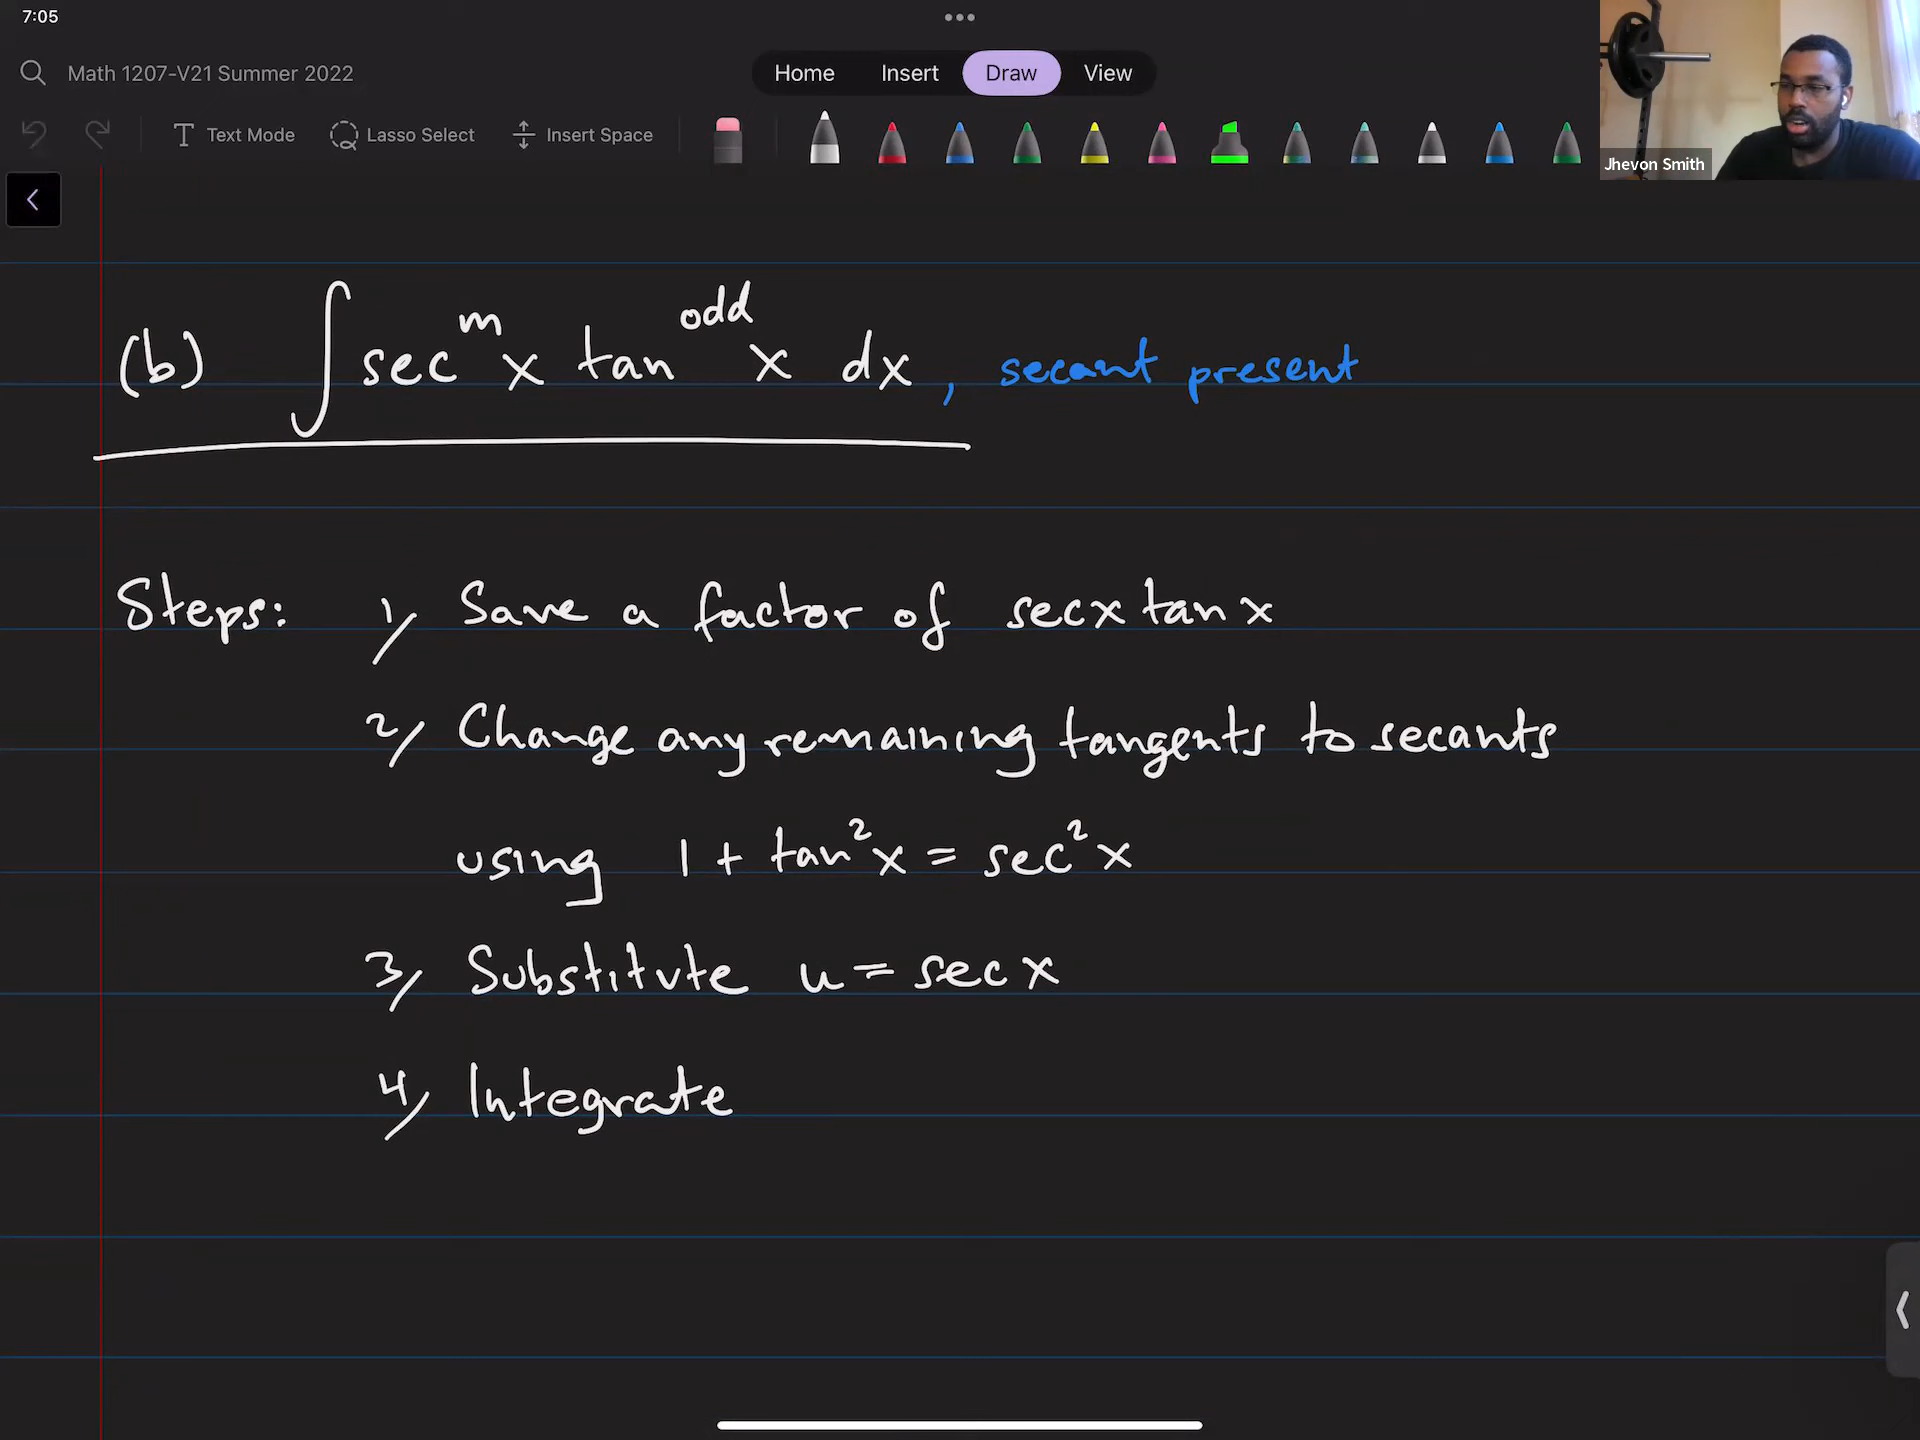 7:05
Math 1207-V21 Summer 2022
Home Insert Draw View
Text Mode Lasso Select Insert Space
Jhevon Smith
(b) ∫ sec^m x tan^odd x dx, secant present
Steps: 1, Save a factor of secx tan x
2, Change any remaining tangents to secants
using 1 + tan²x = sec²x
3, Substitute u = sec x
4, Integrate